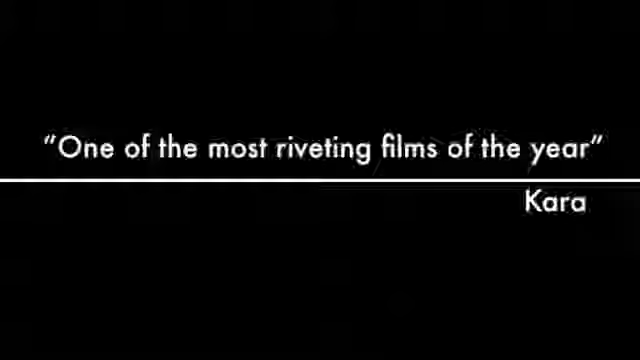 “One of the most riveting films of the year”
Kara